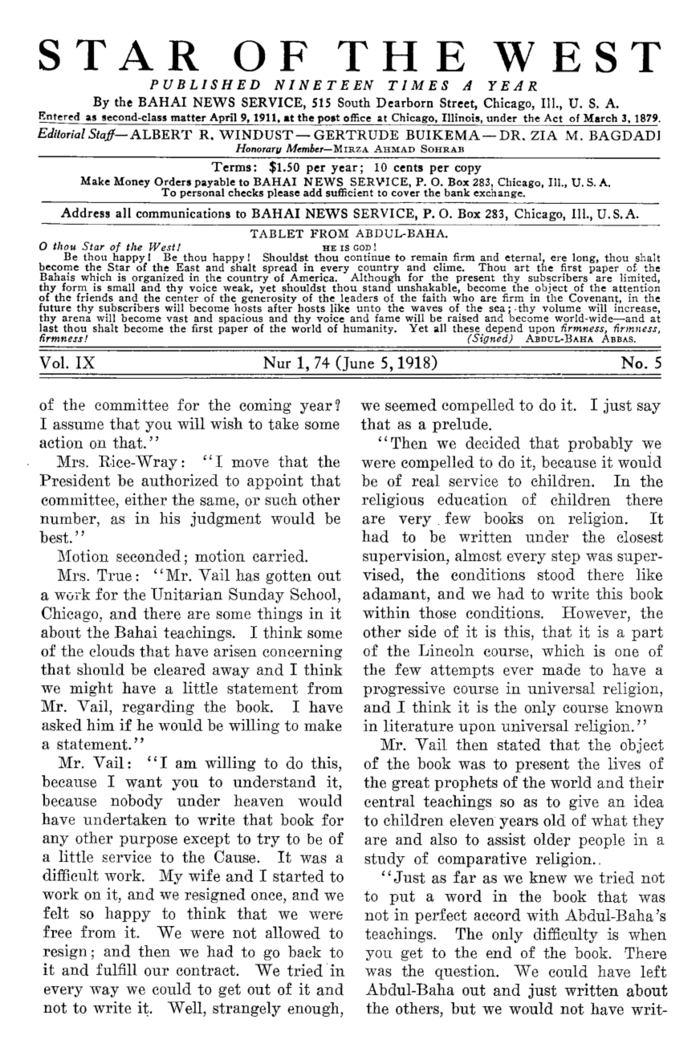 STAR OF THE WEST
PUBLISHED NINETEEN TIMES A YEAR
By the BAHAI NEWS SERVICE, 515 South Dearborn Street, Chicago, Ill., U. S. A.
Entered as second-class matter April 9, 1911, at the post office at Chicago, Illinois, under the Act of March 3, 1879.
Editorial Staff—ALBERT R. WINDUST—GERTRUDE BUIKEMA—DR. ZIA M. BAGDADI
Honorary Member—MIRZA AHMAD SOHRAB
Terms: $1.50 per year; 10 cents per copy
Make Money Orders payable to BAHAI NEWS SERVICE, P. O. Box 283, Chicago, Ill., U. S. A.
To personal checks please add sufficient to cover the bank exchange.
Address all communications to BAHAI NEWS SERVICE, P. O. Box 283, Chicago, Ill., U. S. A.
TABLET FROM ABDUL-BAHA.
O thou Star of the West! HE IS GOD!
Be thou happy! Be thou happy! Shouldst thou continue to remain firm and eternal, ere long, thou shalt
become the Star of the East and shalt spread in every country and clime. Thou art the first paper of the
Bahais which is organized in the country of America. Although for the present thy subscribers are limited,
thy form is small and thy voice weak, yet shouldst thou stand unshakable, become the object of the attention
of the friends and the center of the generosity of the leaders of the faith who are firm in the Covenant, in the
future thy subscribers will become hosts after hosts like unto the waves of the sea; thy volume will increase,
thy arena will become vast and spacious and thy voice and fame will be raised and become world-wide—and at
last thou shalt become the first paper of the world of humanity. Yet all these depend upon firmness, firmness,
firmness! (Signed) ABDUL-BAHA ABBAS.
Vol. IX Nur 1, 74 (June 5, 1918) No. 5
of the committee for the coming year?
I assume that you will wish to take some
action on that."
Mrs. Rice-Wray: "I move that the
President be authorized to appoint that
committee, either the same, or such other
number, as in his judgment would be
best."
Motion seconded; motion carried.
Mrs. True: "Mr. Vail has gotten out
a work for the Unitarian Sunday School,
Chicago, and there are some things in it
about the Bahai teachings. I think some
of the clouds that have arisen concerning
that should be cleared away and I think
we might have a little statement from
Mr. Vail, regarding the book. I have
asked him if he would be willing to make
a statement."
Mr. Vail: "I am willing to do this,
because I want you to understand it,
because nobody under heaven would
have undertaken to write that book for
any other purpose except to try to be of
a little service to the Cause. It was a
difficult work. My wife and I started to
work on it, and we resigned once, and we
felt so happy to think that we were
free from it. We were not allowed to
resign; and then we had to go back to
it and fulfill our contract. We tried in
every way we could to get out of it and
not to write it. Well, strangely enough,
we seemed compelled to do it. I just say
that as a prelude.
"Then we decided that probably we
were compelled to do it, because it would
be of real service to children. In the
religious education of children there
are very few books on religion. It
had to be written under the closest
supervision, almost every step was super-
vised, the conditions stood there like
adamant, and we had to write this book
within those conditions. However, the
other side of it is this, that it is a part
of the Lincoln course, which is one of
the few attempts ever made to have a
progressive course in universal religion,
and I think it is the only course known
in literature upon universal religion."
Mr. Vail then stated that the object
of the book was to present the lives of
the great prophets of the world and their
central teachings so as to give an idea
to children eleven years old of what they
are and also to assist older people in a
study of comparative religion.
"Just as far as we knew we tried not
to put a word in the book that was
not in perfect accord with Abdul-Baha's
teachings. The only difficulty is when
you get to the end of the book. There
was the question. We could have left
Abdul-Baha out and just written about
the others, but we would not have writ-